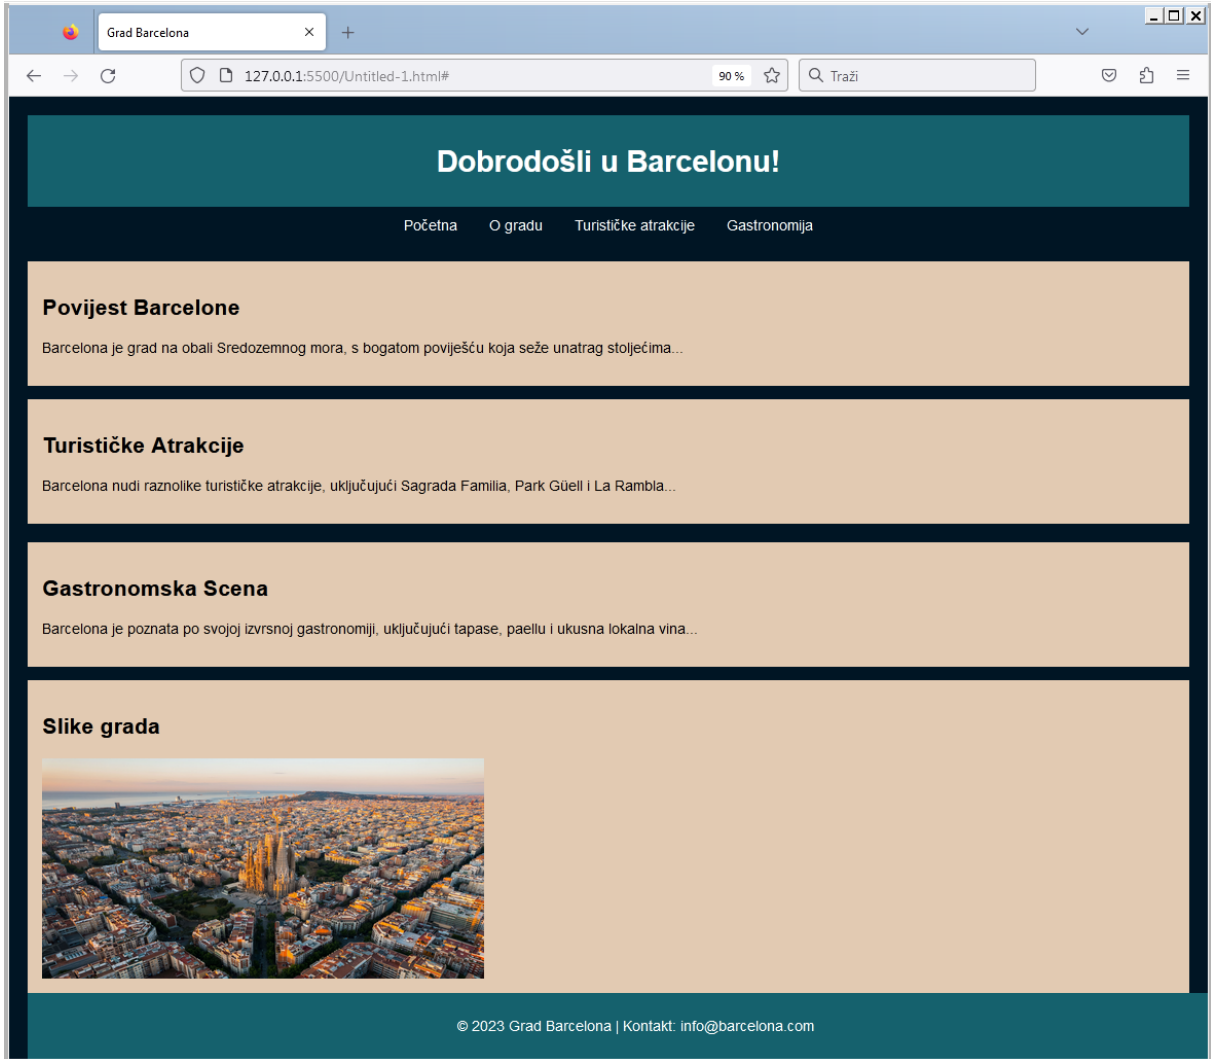 Grad Barcelona
127.0.0.1:5500/Untitled-1.html#
90 %
Traži
Dobrodošli u Barcelonu!
Početna O gradu Turističke atrakcije Gastronomija
Povijest Barcelone
Barcelona je grad na obali Sredozemnog mora, s bogatom poviješću koja seže unatrag stoljećima...
Turističke Atrakcije
Barcelona nudi raznolike turističke atrakcije, uključujući Sagrada Familia, Park Güell i La Rambla...
Gastronomska Scena
Barcelona je poznata po svojoj izvrsnoj gastronomiji, uključujući tapase, paellu i ukusna lokalna vina...
Slike grada
© 2023 Grad Barcelona | Kontakt: info@barcelona.com